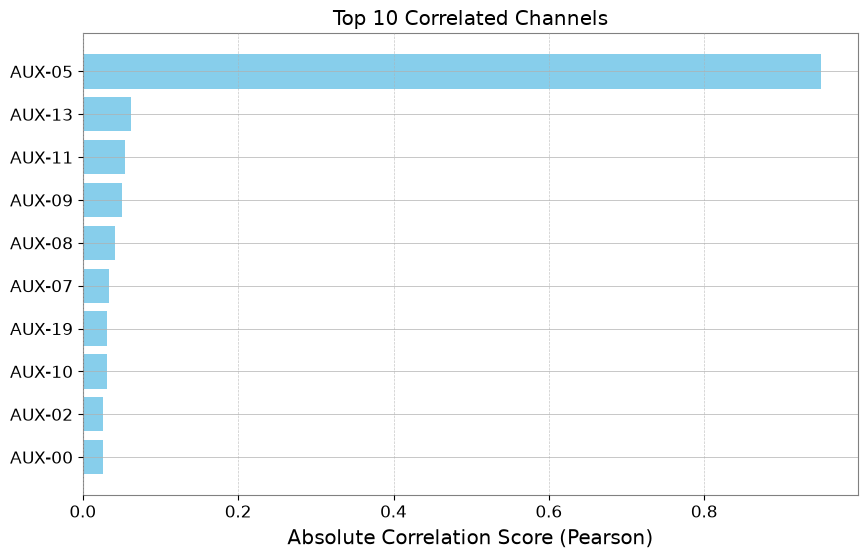 Top 10 Correlated Channels
AUX-05
AUX-13
AUX-11
AUX-09
AUX-08
AUX-07
AUX-19
AUX-10
AUX-02
AUX-00
0.0 0.2 0.4 0.6 0.8
Absolute Correlation Score (Pearson)